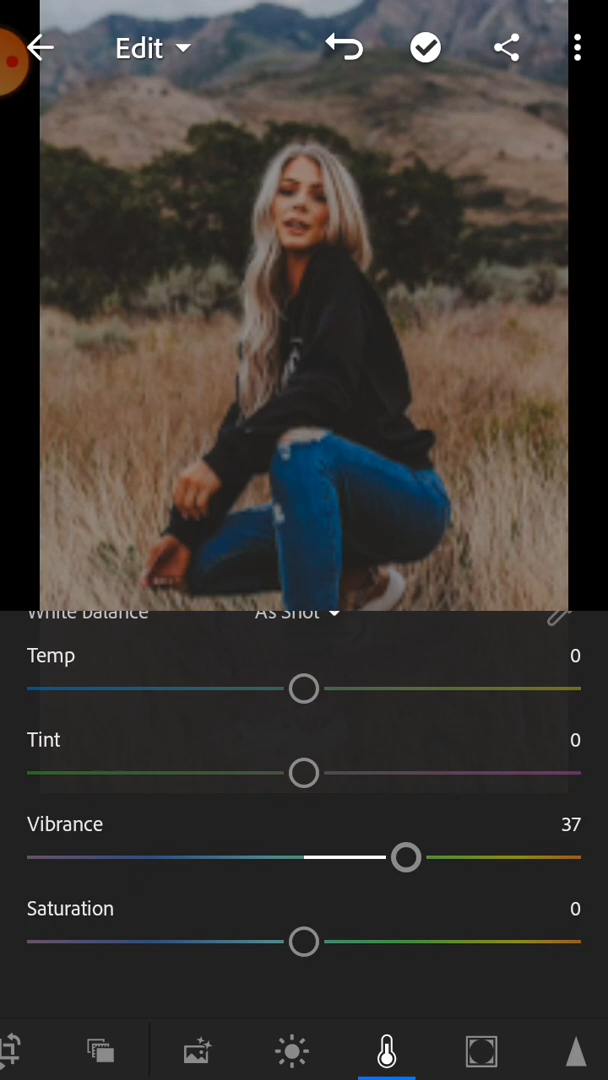 Edit
White Balance As Shot
Temp 0
Tint 0
Vibrance 37
Saturation 0